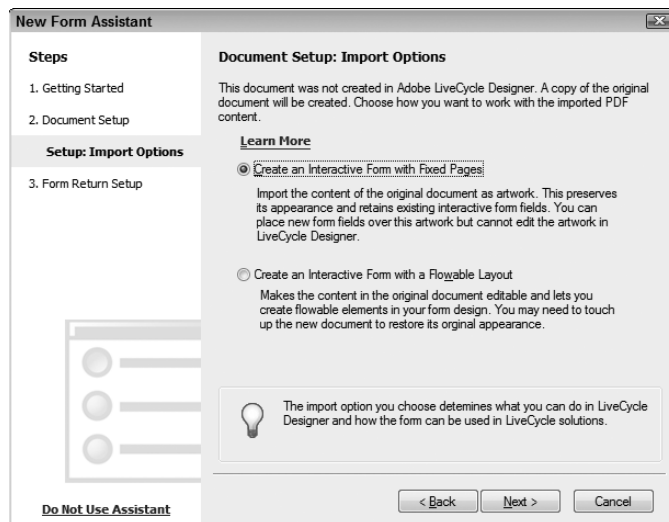 New Form Assistant
Steps
1. Getting Started
2. Document Setup
Setup: Import Options
3. Form Return Setup
Do Not Use Assistant
Document Setup: Import Options
This document was not created in Adobe LiveCycle Designer. A copy of the original
document will be created. Choose how you want to work with the imported PDF
content.
Learn More
Create an Interactive Form with Fixed Pages
Import the content of the original document as artwork. This preserves
its appearance and retains existing interactive form fields. You can
place new form fields over this artwork but cannot edit the artwork in
LiveCycle Designer.
Create an Interactive Form with a Flowable Layout
Makes the content in the original document editable and lets you
create flowable elements in your form design. You may need to touch
up the new document to restore its orginal appearance.
The import option you choose detemines what you can do in LiveCycle
Designer and how the form can be used in LiveCycle solutions.
< Back
Next >
Cancel